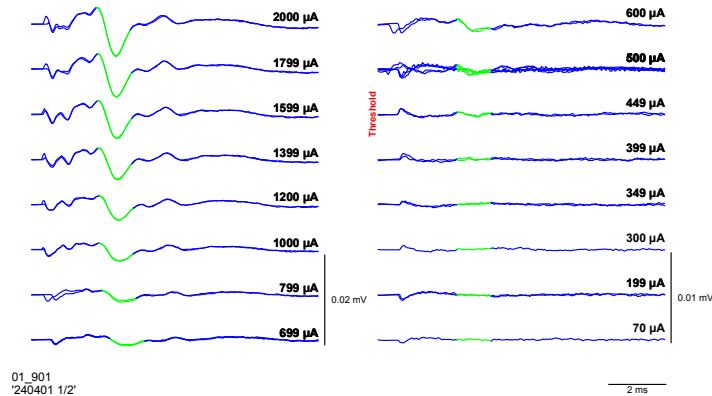 2000 µA
1799 µA
1599 µA
1399 µA
1200 µA
1000 µA
799 µA
699 µA
0.02 mV
600 µA
500 µA
Threshold
449 µA
399 µA
349 µA
300 µA
199 µA
70 µA
0.01 mV
01_901
'240401 1/2'
2 ms